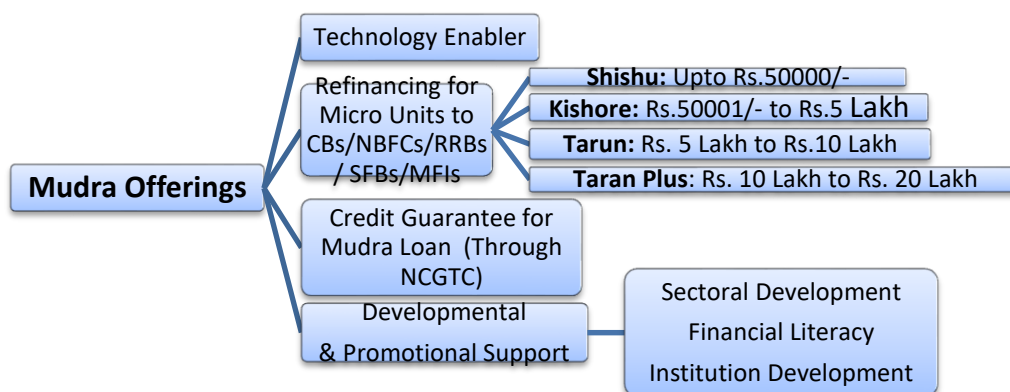 Mudra Offerings
Technology Enabler
Refinancing for
Micro Units to
CBs/NBFCs/RRBs
/ SFBs/MFIs
Shishu: Upto Rs.50000/-
Kishore: Rs.50001/- to Rs.5 Lakh
Tarun: Rs. 5 Lakh to Rs.10 Lakh
Taran Plus: Rs. 10 Lakh to Rs. 20 Lakh
Credit Guarantee for
Mudra Loan (Through
NCGTC)
Developmental
& Promotional Support
Sectoral Development
Financial Literacy
Institution Development